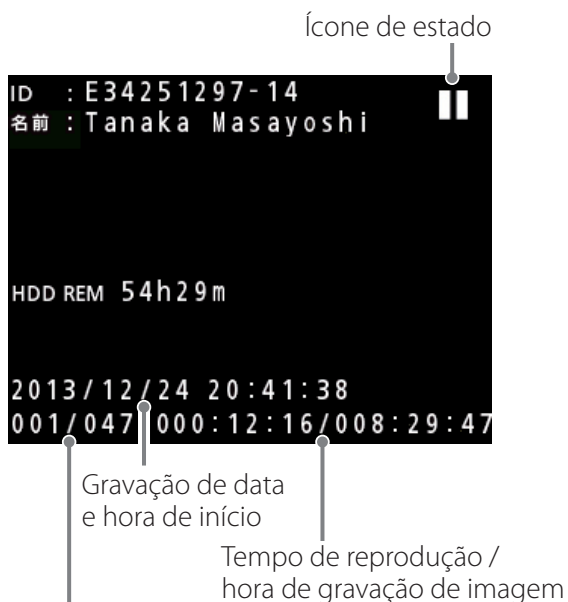 Ícone de estado
ID : E34251297-14
名前 : Tanaka Masayoshi
HDD REM 54h29m
2013/12/24 20:41:38
001/047 000:12:16/008:29:47
Gravação de data
e hora de início
Tempo de reprodução /
hora de gravação de imagem